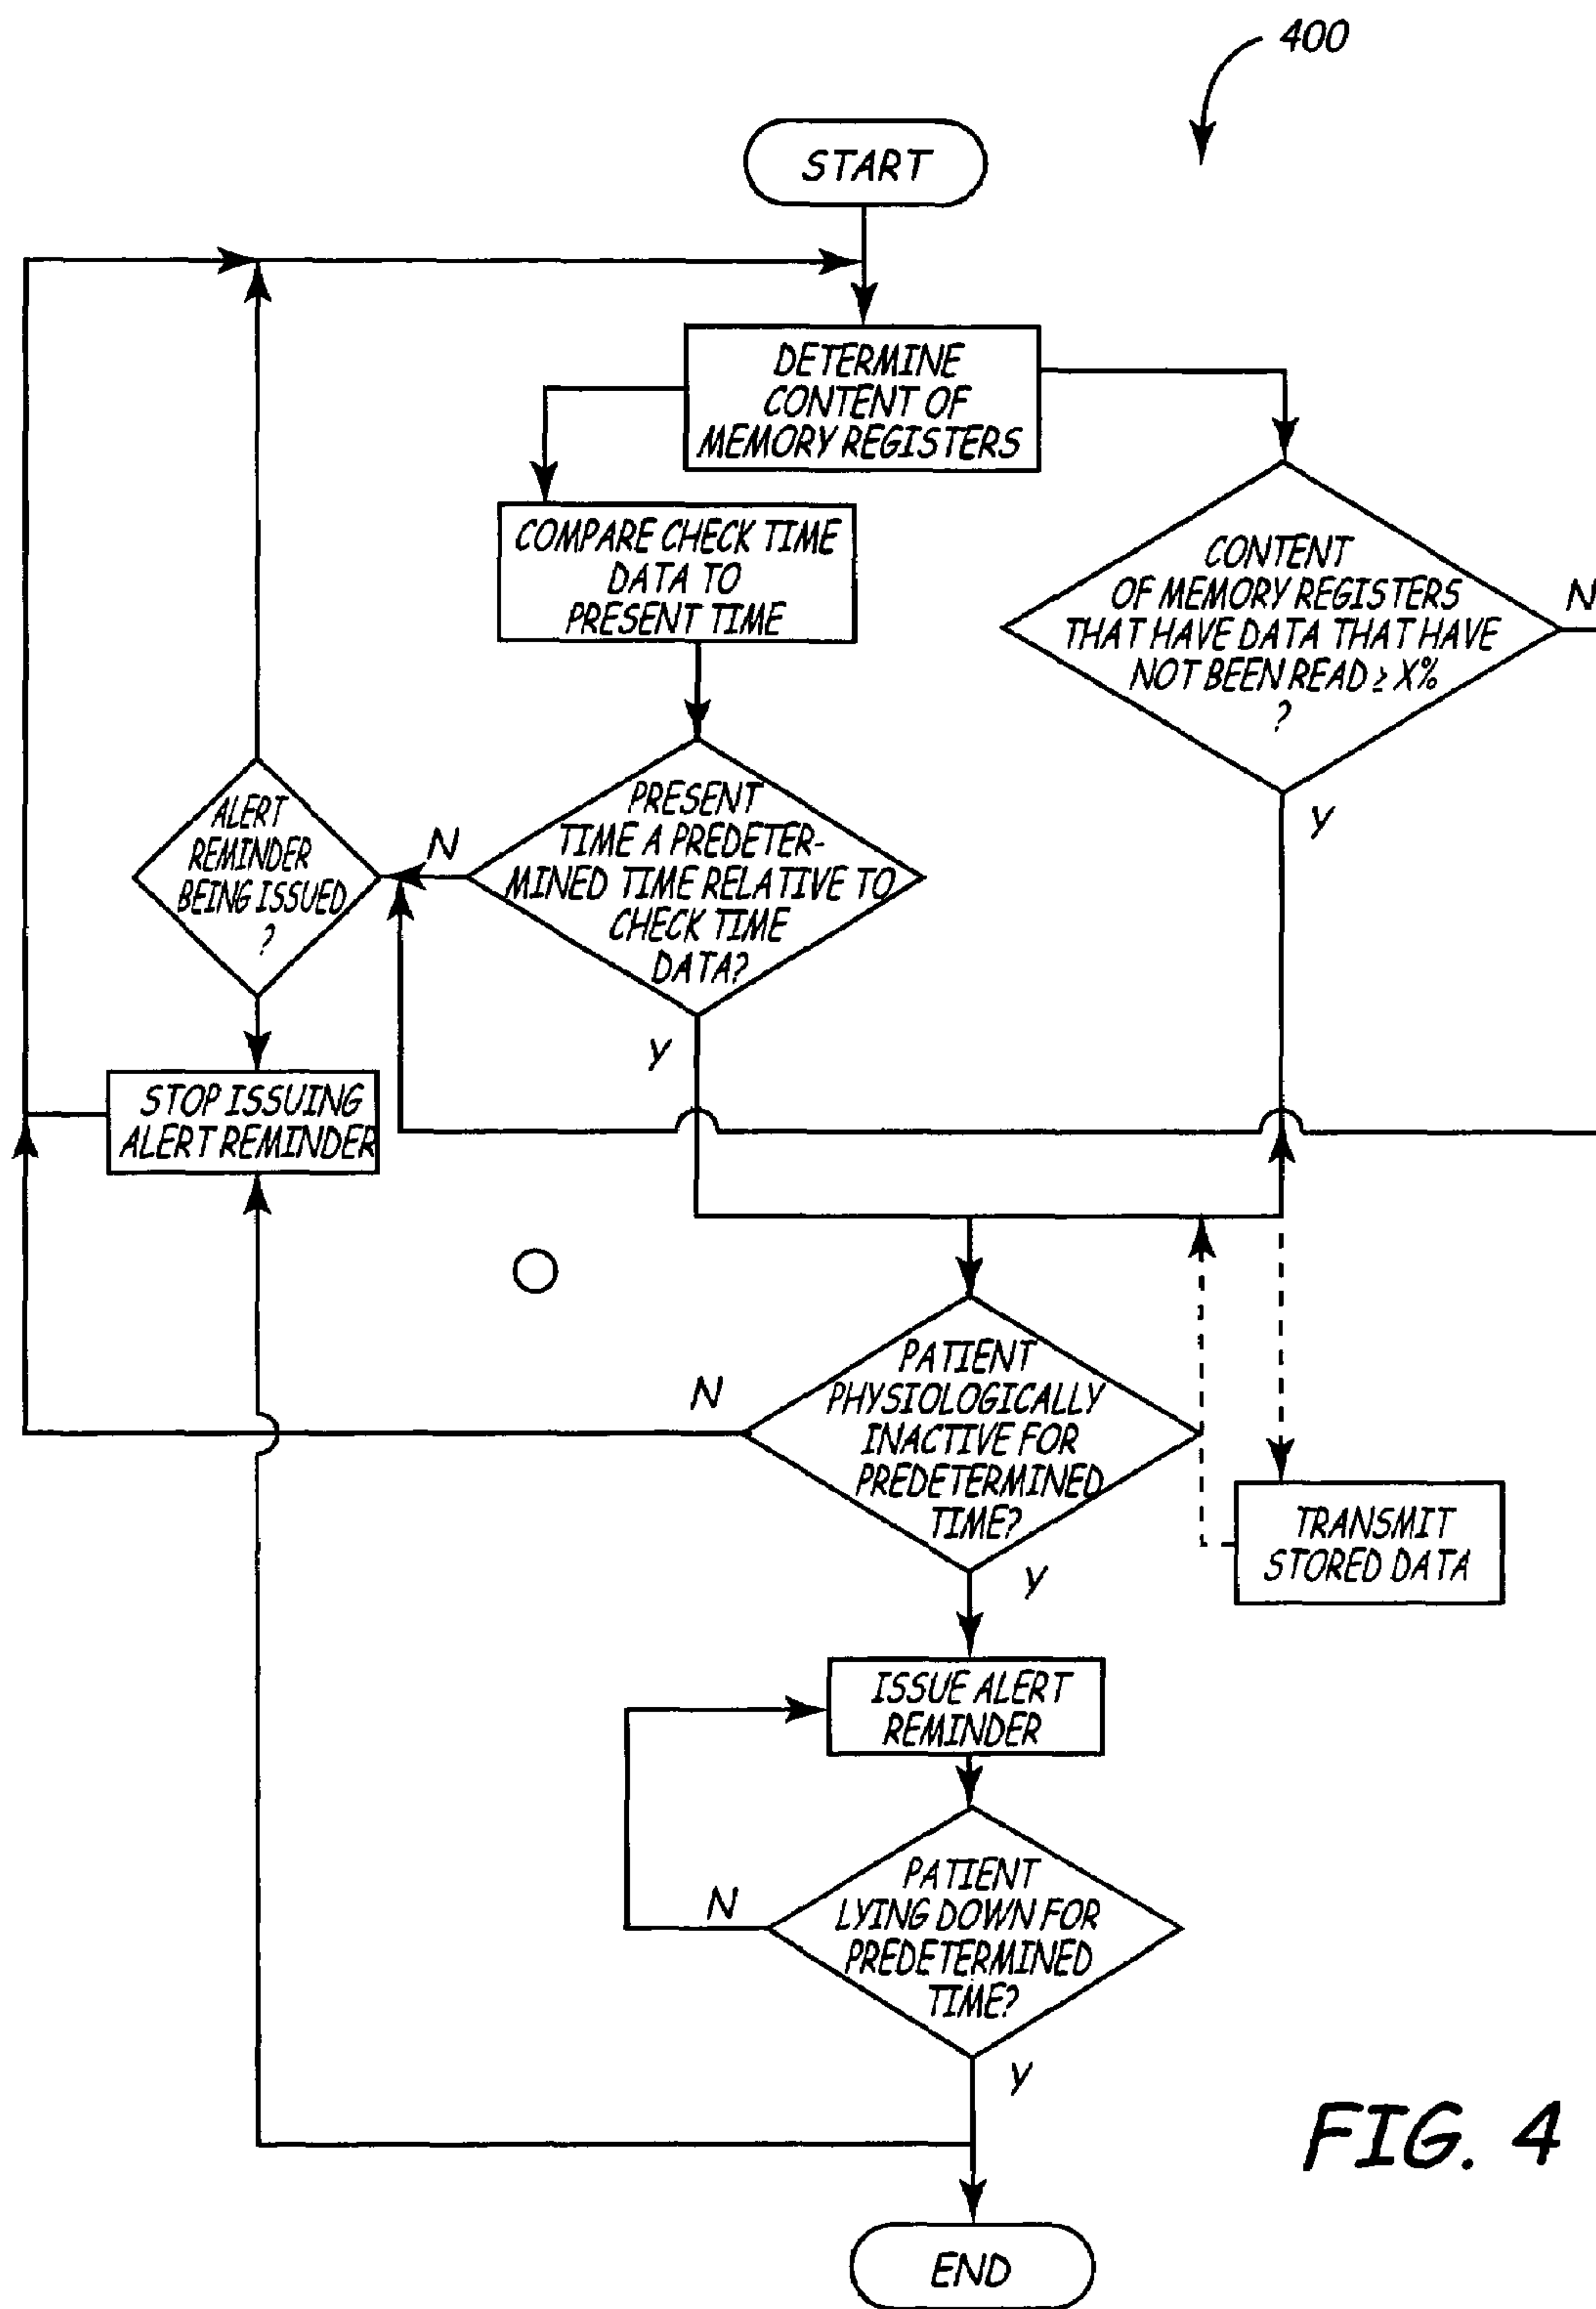 400
START
DETERMINE
CONTENT OF
MEMORY REGISTERS
COMPARE CHECK TIME
DATA TO
PRESENT TIME
CONTENT
OF MEMORY REGISTERS
THAT HAVE DATA THAT HAVE
NOT BEEN READ ≥ X%
?
N
Y
PRESENT
TIME A PREDETER-
MINED TIME RELATIVE TO
CHECK TIME
DATA?
N
Y
ALERT
REMINDER
BEING ISSUED
?
STOP ISSUING
ALERT REMINDER
PATIENT
PHYSIOLOGICALLY
INACTIVE FOR
PREDETERMINED
TIME?
N
Y
TRANSMIT
STORED DATA
ISSUE ALERT
REMINDER
PATIENT
LYING DOWN FOR
PREDETERMINED
TIME?
N
Y
END
FIG. 4